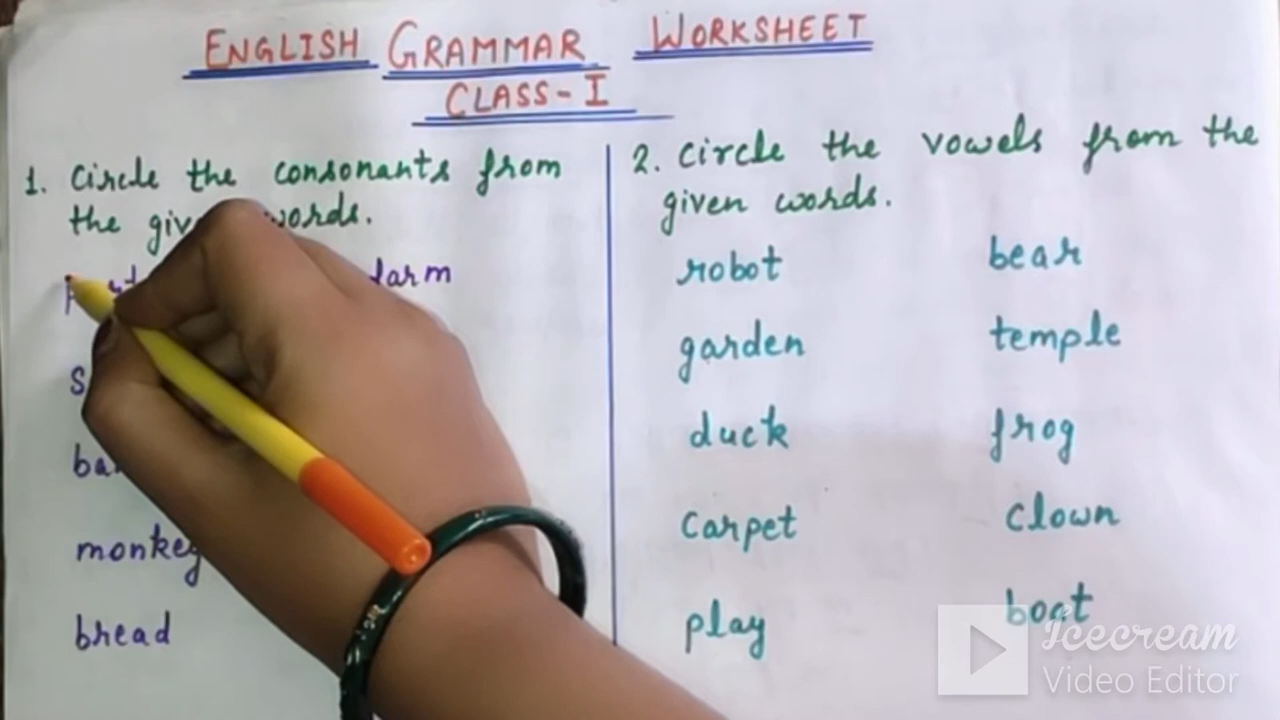 ENGLISH GRAMMAR WORKSHEET
CLASS-I
1. Circle the consonants from
the words.
monkey
bread
2. Circle the vowels from the
given words.
robot bear
garden temple
duck frog
carpet clown
play boat
Icecream
Video Editor